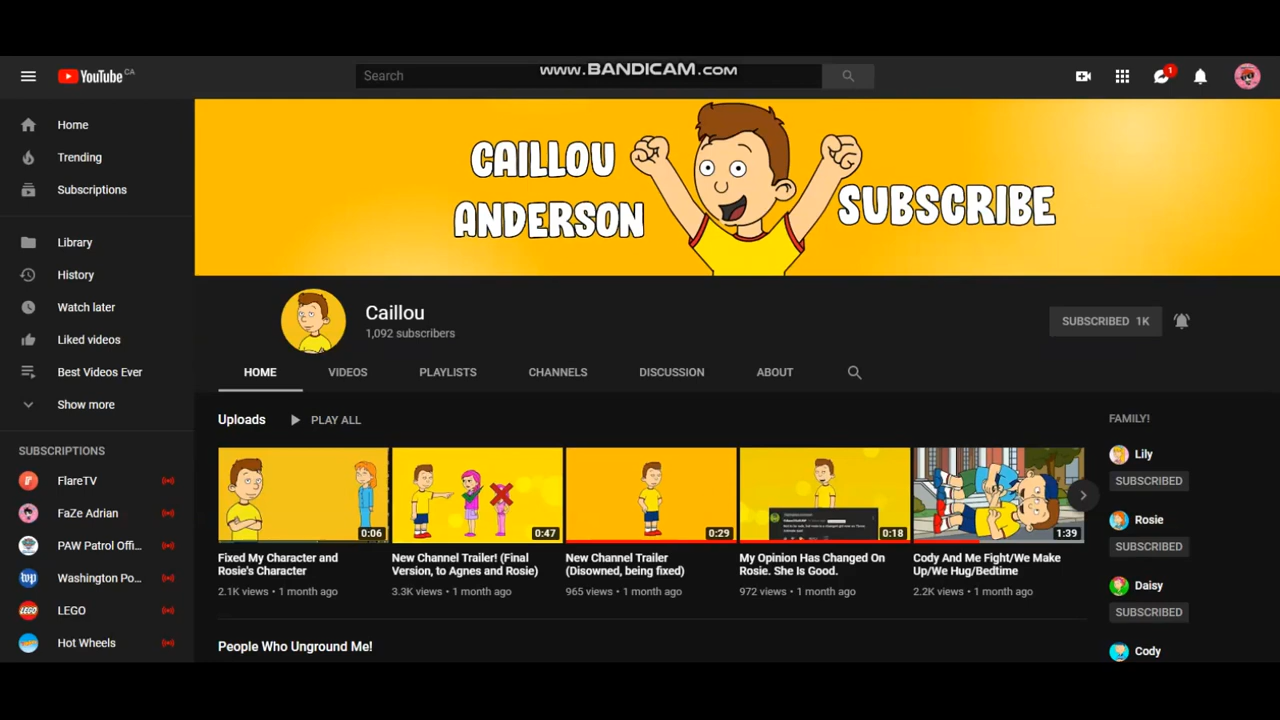 YouTube CA
Search
www.BANDICAM.com
1
Home
Trending
Subscriptions
Library
History
Watch later
Liked videos
Best Videos Ever
Show more
SUBSCRIPTIONS
FlareTV
FaZe Adrian
PAW Patrol Offi...
Washington Po...
LEGO
Hot Wheels
CAILLOU
ANDERSON
SUBSCRIBE
Caillou
1,092 subscribers
SUBSCRIBED 1K
HOME VIDEOS PLAYLISTS CHANNELS DISCUSSION ABOUT
Uploads PLAY ALL
0:06
Fixed My Character and
Rosie's Character
2.1K views • 1 month ago
0:47
New Channel Trailer! (Final
Version, to Agnes and Rosie)
3.3K views • 1 month ago
0:29
New Channel Trailer
(Disowned, being fixed)
965 views • 1 month ago
0:18
My Opinion Has Changed On
Rosie. She Is Good.
972 views • 1 month ago
1:39
Cody And Me Fight/We Make
Up/We Hug/Bedtime
2.2K views • 1 month ago
People Who Unground Me!
FAMILY!
Lily
SUBSCRIBED
Rosie
SUBSCRIBED
Daisy
SUBSCRIBED
Cody